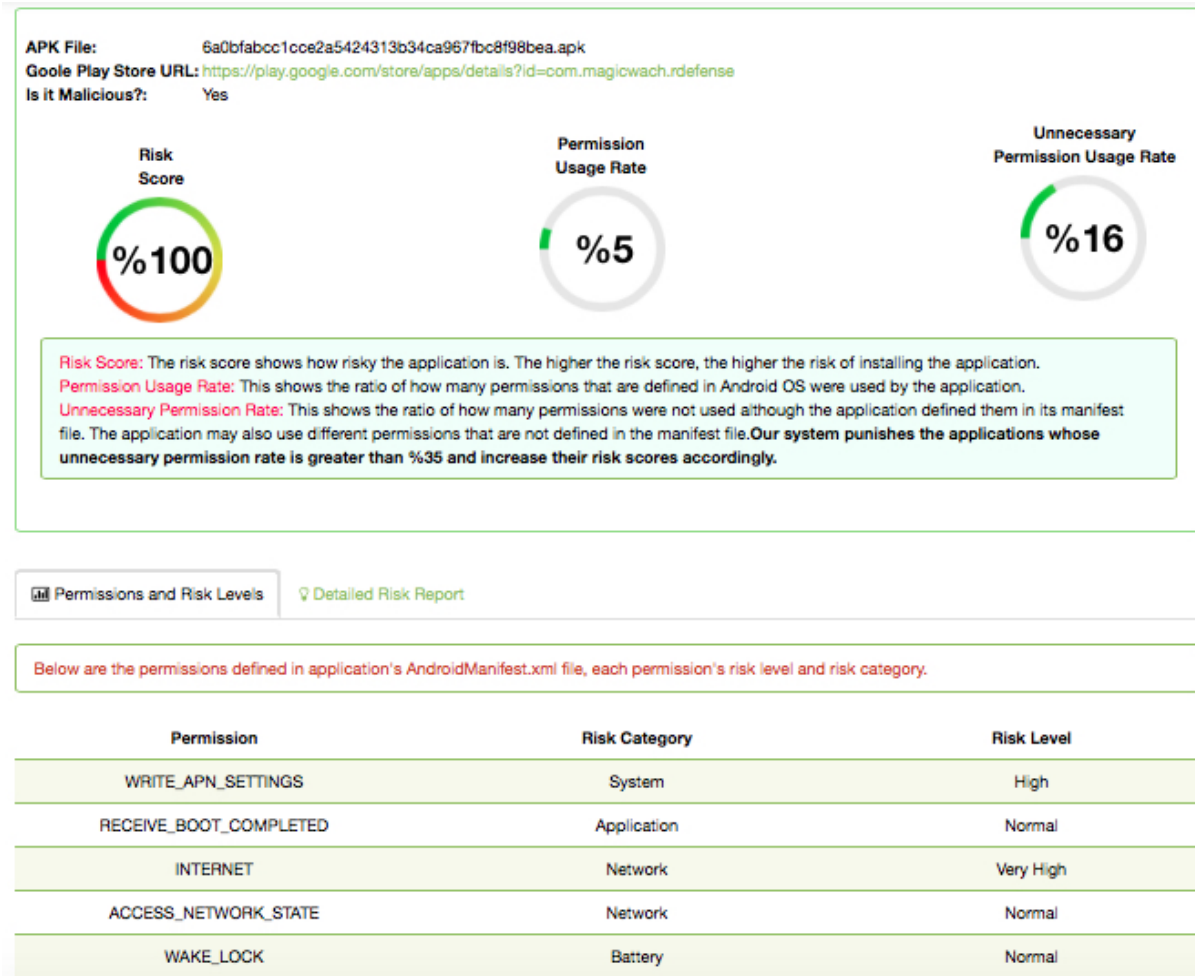 APK File: 6a0bfabcc1cce2a5424313b34ca967fbc8f98bea.apk
Goole Play Store URL: https://play.google.com/store/apps/details?id=com.magicwach.rdefense
Is it Malicious?: Yes
Risk
Score
%100
Permission
Usage Rate
%5
Unnecessary
Permission Usage Rate
%16
Risk Score: The risk score shows how risky the application is. The higher the risk score, the higher the risk of installing the application.
Permission Usage Rate: This shows the ratio of how many permissions that are defined in Android OS were used by the application.
Unnecessary Permission Rate: This shows the ratio of how many permissions were not used although the application defined them in its manifest
file. The application may also use different permissions that are not defined in the manifest file.Our system punishes the applications whose
unnecessary permission rate is greater than %35 and increase their risk scores accordingly.
Permissions and Risk Levels Detailed Risk Report
Below are the permissions defined in application's AndroidManifest.xml file, each permission's risk level and risk category.
Permission Risk Category Risk Level
WRITE_APN_SETTINGS System High
RECEIVE_BOOT_COMPLETED Application Normal
INTERNET Network Very High
ACCESS_NETWORK_STATE Network Normal
WAKE_LOCK Battery Normal